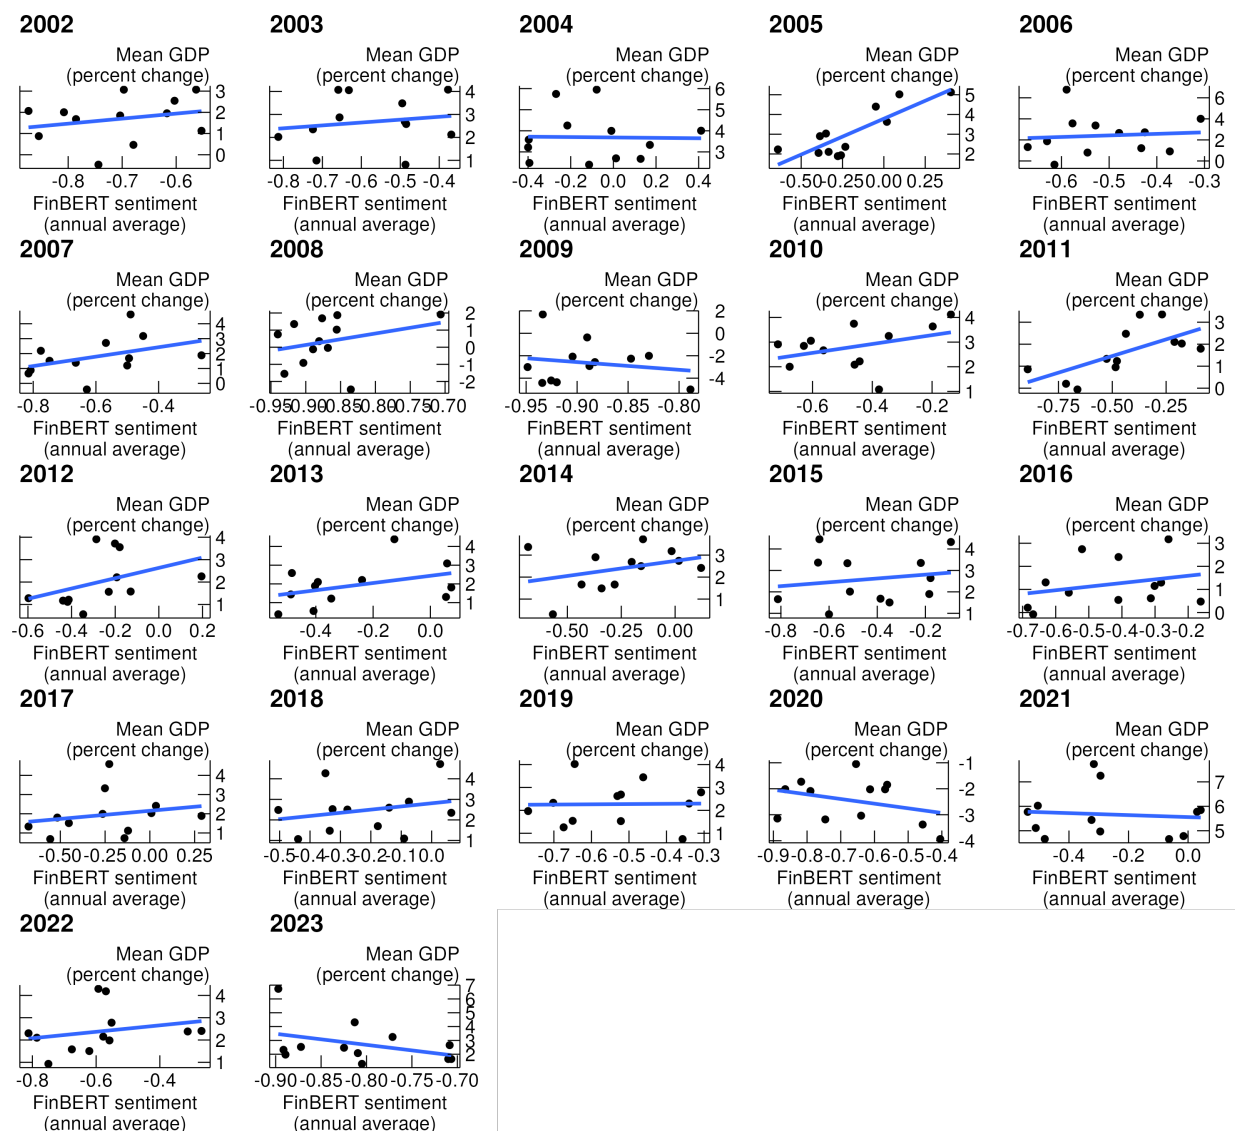 2002
Mean GDP
(percent change)
3
2
1
0
-0.8 -0.7 -0.6
FinBERT sentiment
(annual average)
2003
Mean GDP
(percent change)
4
3
2
1
-0.8 -0.7 -0.6 -0.5 -0.4
FinBERT sentiment
(annual average)
2004
Mean GDP
(percent change)
6
5
4
3
-0.4 -0.2 0.0 0.2 0.4
FinBERT sentiment
(annual average)
2005
Mean GDP
(percent change)
5
4
3
2
-0.50 -0.25 0.00 0.25
FinBERT sentiment
(annual average)
2006
Mean GDP
(percent change)
6
4
2
0
-0.6 -0.5 -0.4 -0.3
FinBERT sentiment
(annual average)
2007
Mean GDP
(percent change)
4
3
2
1
0
-0.8 -0.6 -0.4
FinBERT sentiment
(annual average)
2008
Mean GDP
(percent change)
2
1
0
-1
-2
-0.95 -0.90 -0.85 -0.80 -0.75 -0.70
FinBERT sentiment
(annual average)
2009
Mean GDP
(percent change)
2
0
-2
-4
-0.95 -0.90 -0.85 -0.80
FinBERT sentiment
(annual average)
2010
Mean GDP
(percent change)
4
3
2
1
-0.6 -0.4 -0.2
FinBERT sentiment
(annual average)
2011
Mean GDP
(percent change)
3
2
1
0
-0.75 -0.50 -0.25
FinBERT sentiment
(annual average)
2012
Mean GDP
(percent change)
4
3
2
1
-0.6 -0.4 -0.2 0.0 0.2
FinBERT sentiment
(annual average)
2013
Mean GDP
(percent change)
4
3
2
1
-0.4 -0.2 0.0
FinBERT sentiment
(annual average)
2014
Mean GDP
(percent change)
3
2
-0.50 -0.25 0.00
FinBERT sentiment
(annual average)
2015
Mean GDP
(percent change)
4
3
2
1
-0.8 -0.6 -0.4 -0.2
FinBERT sentiment
(annual average)
2016
Mean GDP
(percent change)
3
2
1
0
-0.7 -0.6 -0.5 -0.4 -0.3 -0.2
FinBERT sentiment
(annual average)
2017
Mean GDP
(percent change)
4
3
2
1
-0.50 -0.25 0.00 0.25
FinBERT sentiment
(annual average)
2018
Mean GDP
(percent change)
4
3
2
1
-0.5 -0.4 -0.3 -0.2 -0.1 0.0
FinBERT sentiment
(annual average)
2019
Mean GDP
(percent change)
4
3
2
1
-0.7 -0.6 -0.5 -0.4 -0.3
FinBERT sentiment
(annual average)
2020
Mean GDP
(percent change)
-1
-2
-3
-4
-0.9 -0.8 -0.7 -0.6 -0.5 -0.4
FinBERT sentiment
(annual average)
2021
Mean GDP
(percent change)
7
6
5
-0.4 -0.2 0.0
FinBERT sentiment
(annual average)
2022
Mean GDP
(percent change)
4
3
2
1
-0.8 -0.6 -0.4
FinBERT sentiment
(annual average)
2023
Mean GDP
(percent change)
7
6
5
4
3
2
-0.90 -0.85 -0.80 -0.75 -0.70
FinBERT sentiment
(annual average)